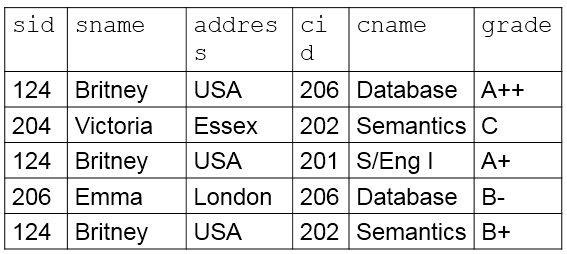 sid sname addres s ci d cname grade
124 Britney USA 206 Database A++
204 Victoria Essex 202 Semantics C
124 Britney USA 201 S/Eng I A+
206 Emma London 206 Database B-
124 Britney USA 202 Semantics B+